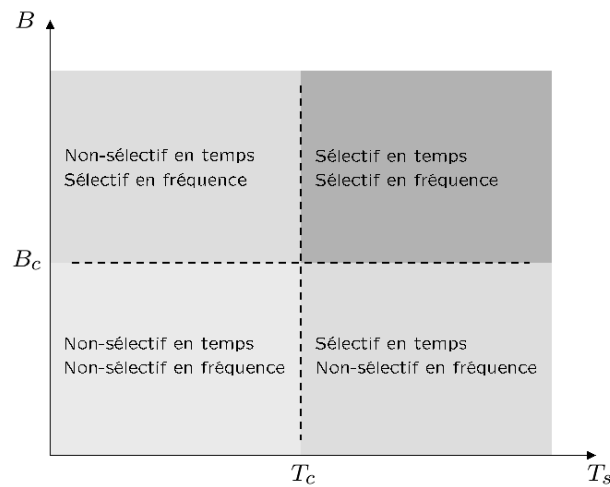 B
Non-sélectif en temps
Sélectif en fréquence
Sélectif en temps
Sélectif en fréquence
B_c
Non-sélectif en temps
Non-sélectif en fréquence
Sélectif en temps
Non-sélectif en fréquence
T_c
T_s